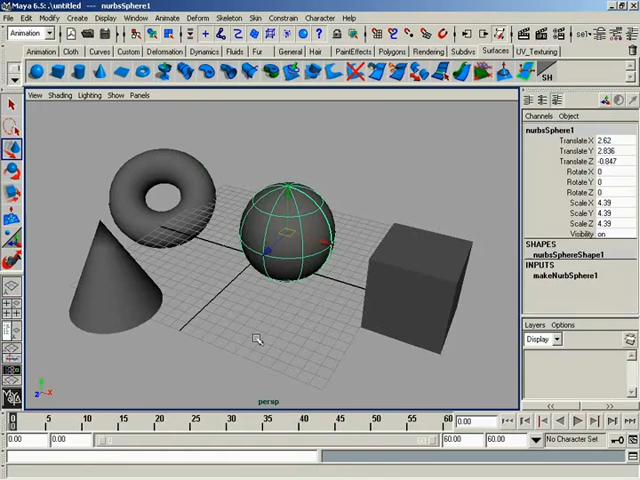 Maya 6.5: .\untitled --- nurbsSphere1
File Edit Modify Create Display Window Animate Deform Skeleton Skin Constrain Character Help
Animation sel
Animation Cloth Curves Custom Deformation Dynamics Fluids Fur General Hair PaintEffects Polygons Rendering Subdivs Surfaces UV_Texturing
SH
View Shading Lighting Show Panels
Channels Object
nurbsSphere1
Translate X 2.62
Translate Y 2.836
Translate Z -0.847
Rotate X 0
Rotate Y 0
Rotate Z 0
Scale X 4.39
Scale Y 4.39
Scale Z 4.39
Visibility on
SHAPES
nurbsSphereShape1
INPUTS
makeNurbSphere1
Layers Options
Display
z x
persp
0 5 10 15 20 25 30 35 40 45 50 55 60 0.00
0.00 0.00 60.00 60.00 No Character Set